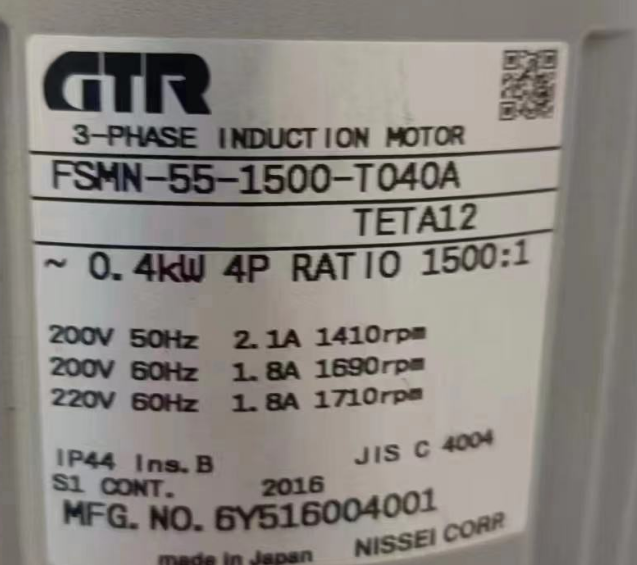 GTR
3-PHASE INDUCTION MOTOR
FSMN-55-1500-T040A
TETA12
~ 0.4kW 4P RATIO 1500:1
200V 50Hz 2.1A 1410rpm
200V 60Hz 1.8A 1690rpm
220V 60Hz 1.8A 1710rpm
IP44 Ins.B JIS C 4004
S1 CONT. 2016
MFG. NO. 6Y516004001
made in Japan NISSEI CORP.